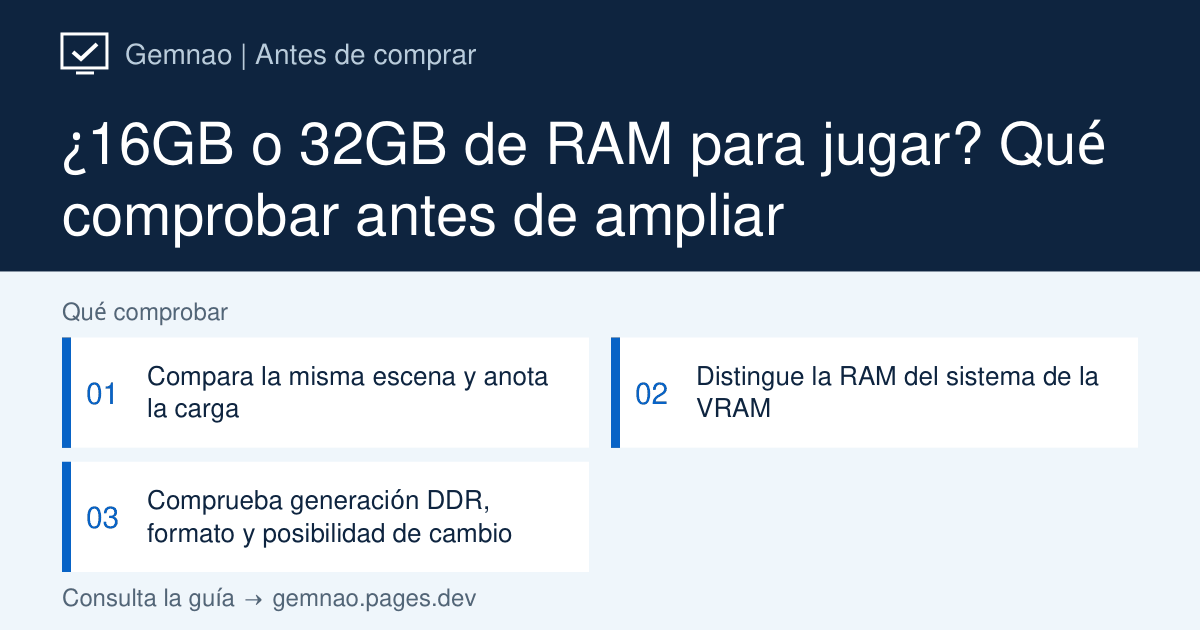 Gemnao | Antes de comprar
¿16GB o 32GB de RAM para jugar? Qué
comprobar antes de ampliar
Qué comprobar
01
Compara la misma escena y anota
la carga
02
Distingue la RAM del sistema de la
VRAM
03
Comprueba generación DDR,
formato y posibilidad de cambio
Consulta la guía → gemnao.pages.dev